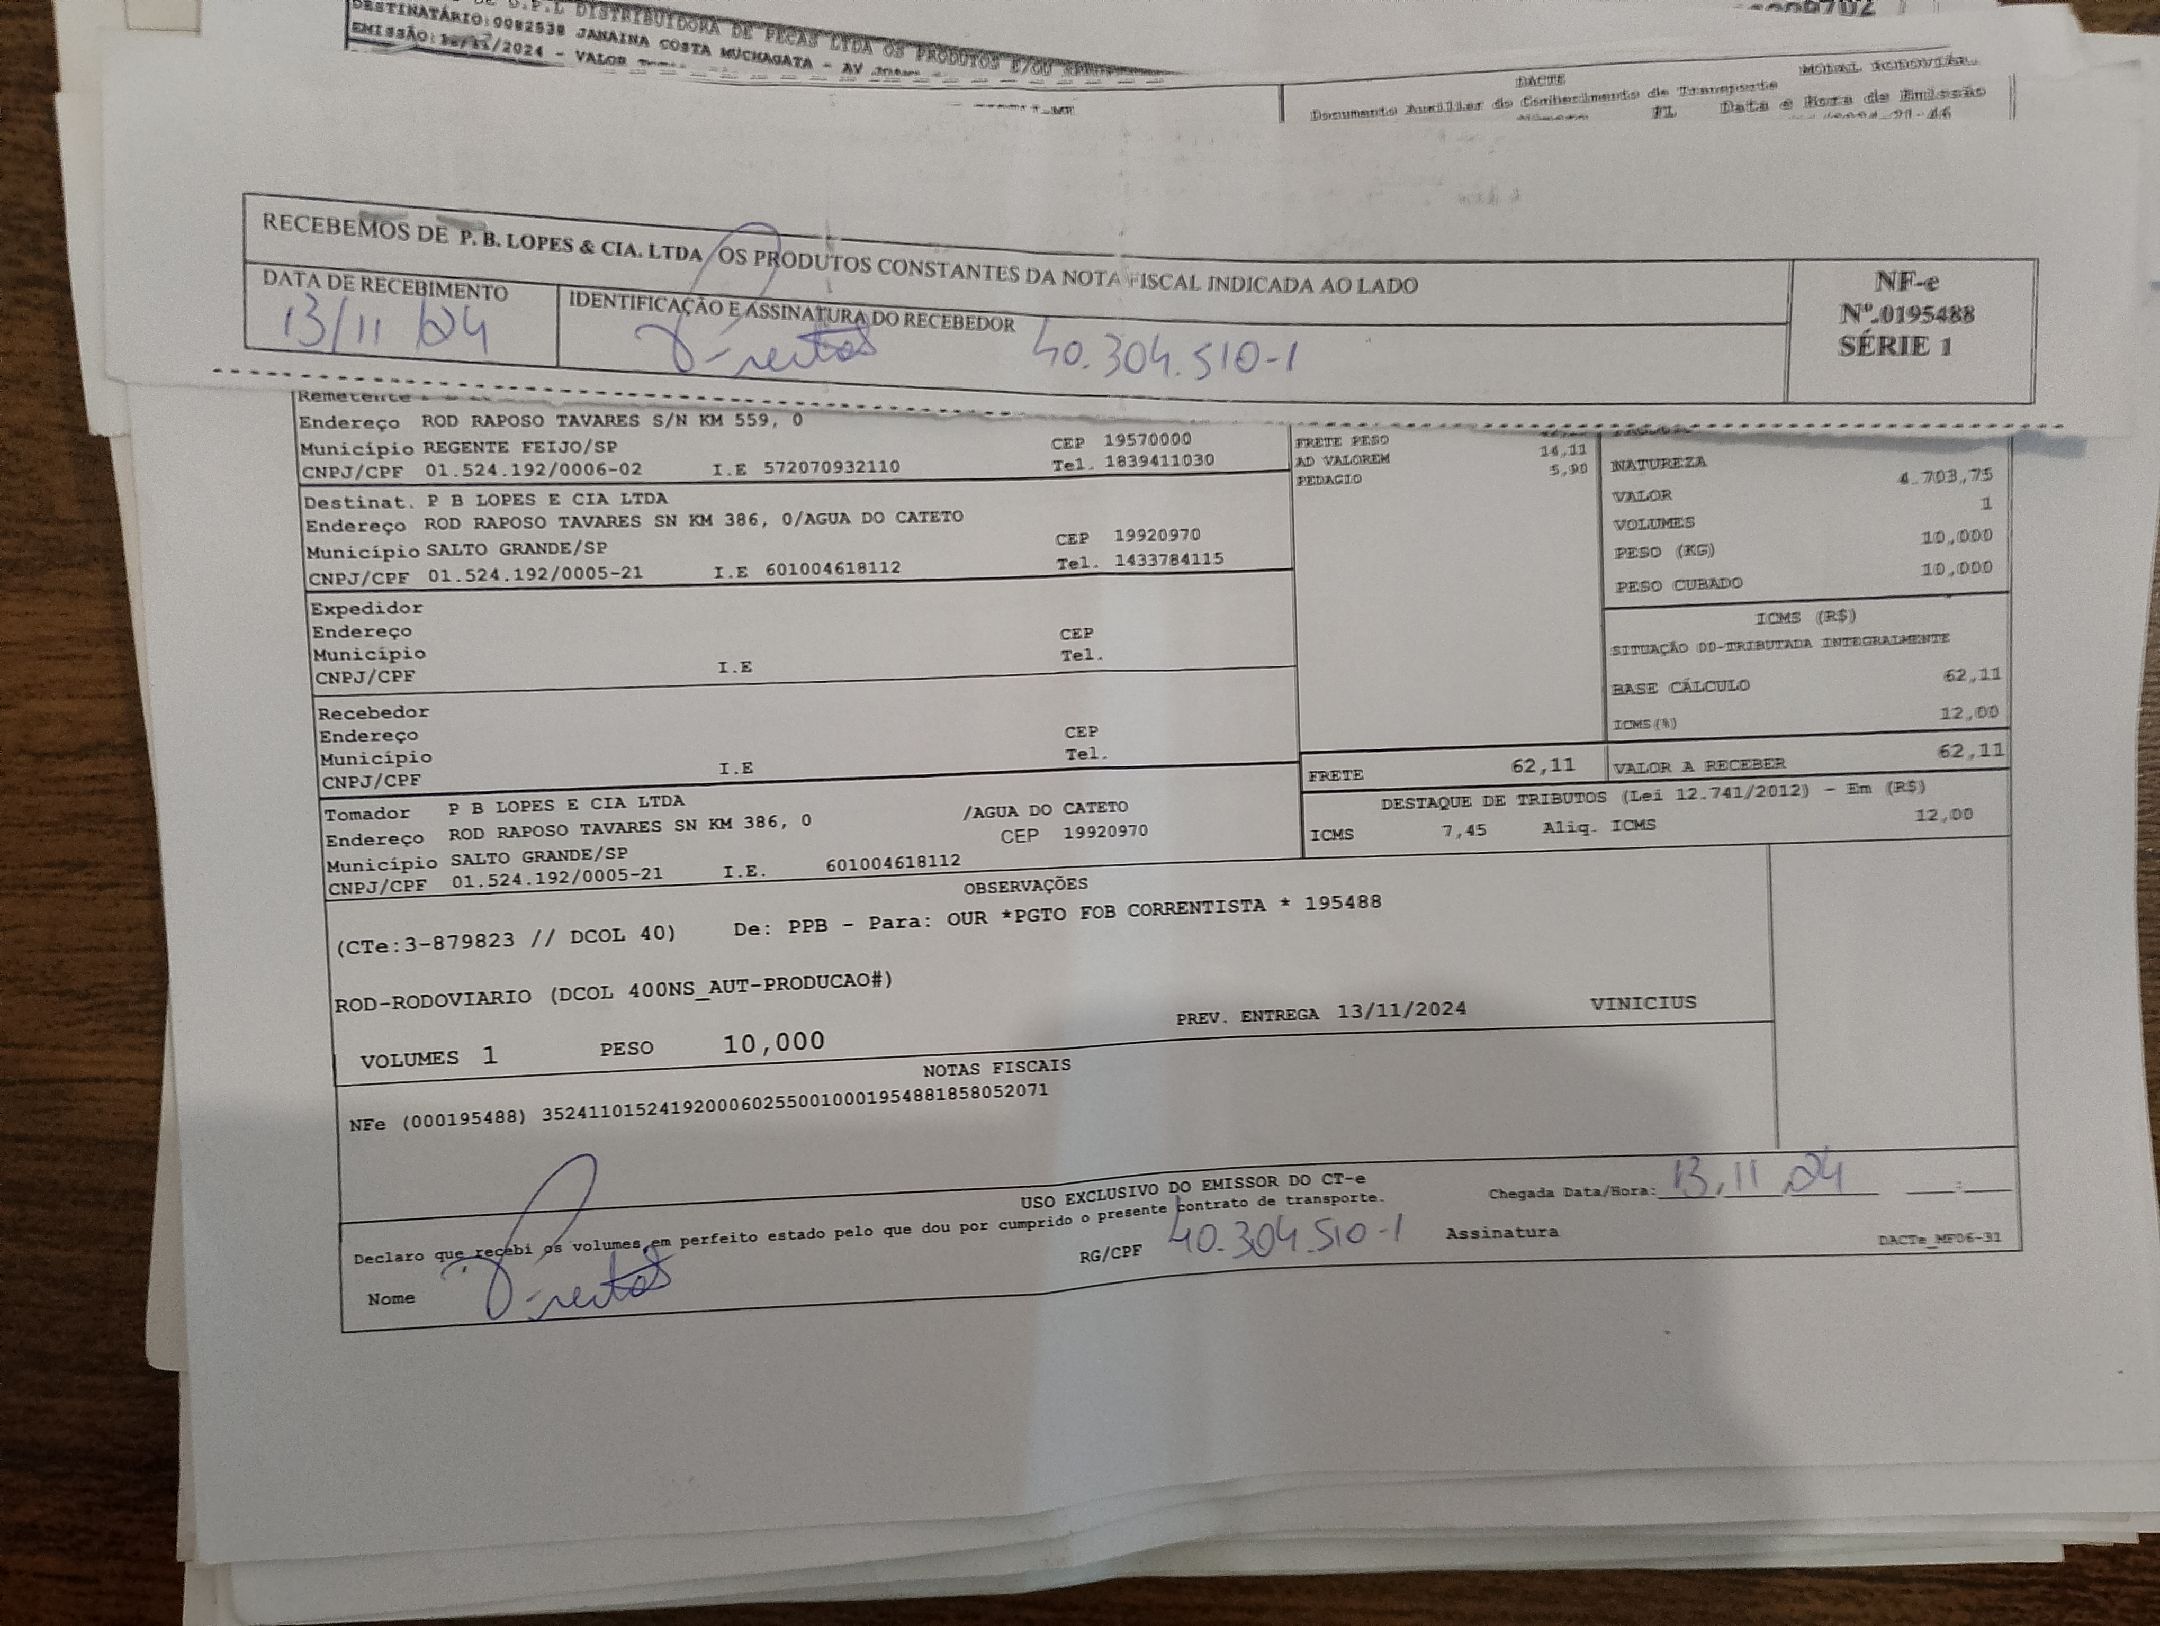 DE D.P.L DISTRIBUIDORA DE PECAS LTDA OS PRODUTOS E/OU
DESTINATÁRIO:0082538 JANAINA COSTA MUCHAGATA - AV
/2024 - VALOR
MODAL RODOVIÁR
DACTE
Documento Auxiliar do Conhecimento de Transporte
FL Data e Hora de Emissão
RECEBEMOS DE P. B. LOPES & CIA. LTDA OS PRODUTOS CONSTANTES DA NOTA FISCAL INDICADA AO LADO
DATA DE RECEBIMENTO
13/11/24
IDENTIFICAÇÃO E ASSINATURA DO RECEBEDOR
40.304.510-1
NF-e
Nº.0195488
SÉRIE 1
Remetente
Endereço ROD RAPOSO TAVARES S/N KM 559, 0
Município REGENTE FEIJO/SP CEP 19570000
CNPJ/CPF 01.524.192/0006-02 I.E 572070932110 Tel. 1839411030
Destinat. P B LOPES E CIA LTDA
Endereço ROD RAPOSO TAVARES SN KM 386, 0/AGUA DO CATETO
Município SALTO GRANDE/SP CEP 19920970
CNPJ/CPF 01.524.192/0005-21 I.E 601004618112 Tel. 1433784115
Expedidor
Endereço
Município CEP
CNPJ/CPF I.E Tel.
Recebedor
Endereço
Município CEP
CNPJ/CPF I.E Tel.
Tomador P B LOPES E CIA LTDA
Endereço ROD RAPOSO TAVARES SN KM 386, 0 /AGUA DO CATETO
Município SALTO GRANDE/SP CEP 19920970
CNPJ/CPF 01.524.192/0005-21 I.E. 601004618112
FRETE PESO
AD VALOREM 14,11
PEDAGIO 5,90
FRETE 62,11
NATUREZA
VALOR 4.703,75
VOLUMES 1
PESO (KG) 10,000
PESO CUBADO 10,000
ICMS (R$)
SITUAÇÃO 00-TRIBUTADA INTEGRALMENTE
BASE CÁLCULO 62,11
ICMS(%) 12,00
VALOR A RECEBER 62,11
DESTAQUE DE TRIBUTOS (Lei 12.741/2012) - Em (R$)
ICMS 7,45 Aliq. ICMS 12,00
OBSERVAÇÕES
(CTe:3-879823 // DCOL 40) De: PPB - Para: OUR *PGTO FOB CORRENTISTA * 195488
ROD-RODOVIARIO (DCOL 400NS_AUT-PRODUCAO#)
VOLUMES 1 PESO 10,000 PREV. ENTREGA 13/11/2024 VINICIUS
NOTAS FISCAIS
NFe (000195488) 35241101524192000602550010001954881858052071
USO EXCLUSIVO DO EMISSOR DO CT-e
Declaro que recebi os volumes em perfeito estado pelo que dou por cumprido o presente contrato de transporte.
Chegada Data/Hora: 13,11,24 :
Nome
RG/CPF 40.304.510-1 Assinatura
DACTe_MF06-31